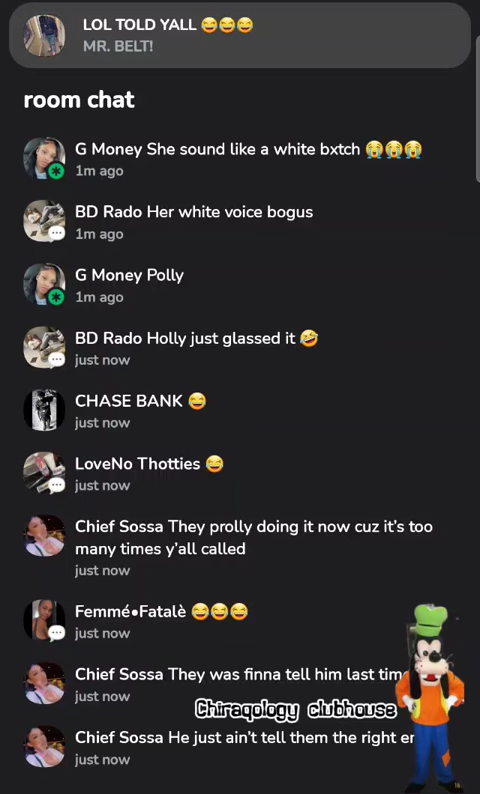 LOL TOLD YALL 😂😂😂
MR. BELT!
room chat
G Money She sound like a white bxtch 😭😭😭
1m ago
BD Rado Her white voice bogus
1m ago
G Money Polly
1m ago
BD Rado Holly just glassed it 🤣
just now
CHASE BANK 😂
just now
LoveNo Thotties 😂
just now
Chief Sossa They prolly doing it now cuz it's too
many times y'all called
just now
Femmé•Fatalè 😂😂😂
just now
Chief Sossa They was finna tell him last tim
just now
Chiraqology clubhouse
Chief Sossa He just ain't tell them the right
just now